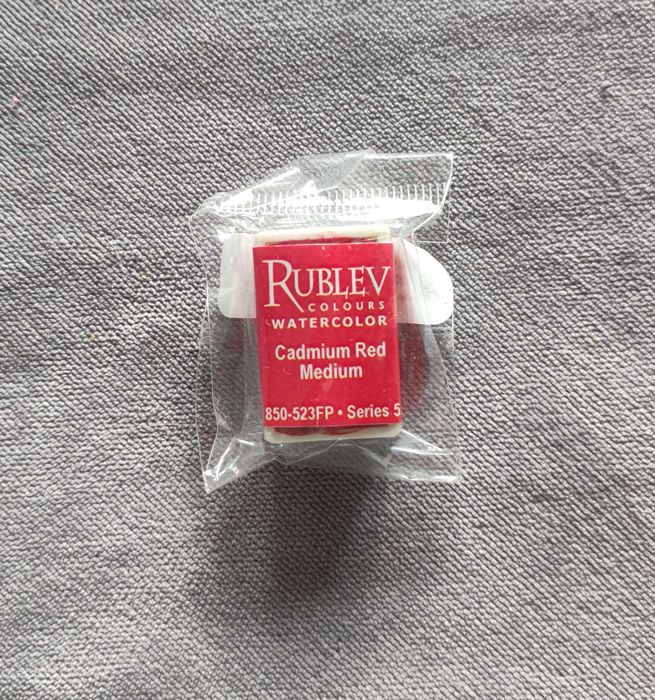 RUBLEV
COLOURS
WATERCOLOR
Cadmium Red
Medium
850-523FP • Series 5